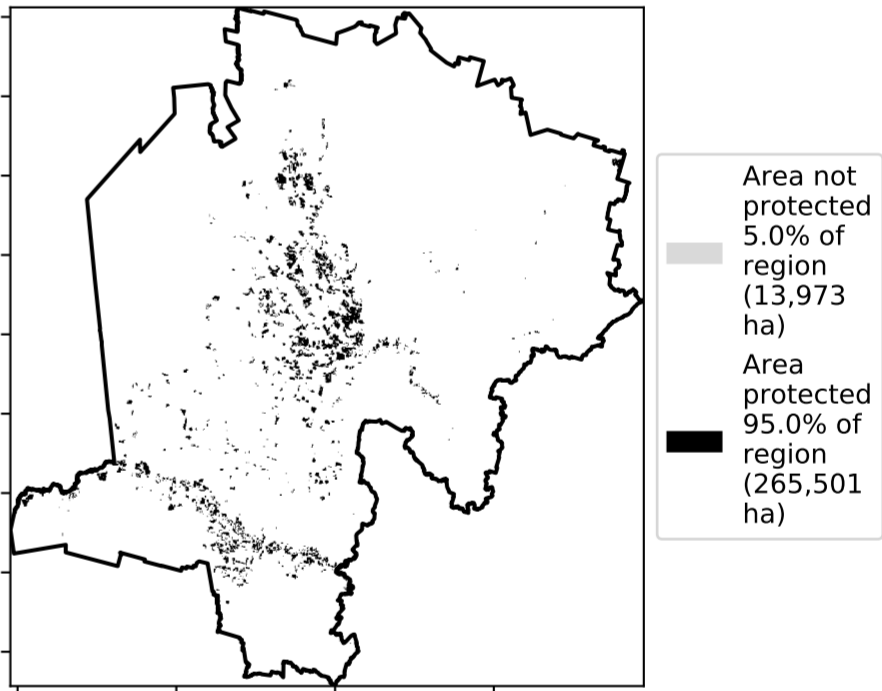 Area not
protected
5.0% of
region
(13,973
ha)
Area
protected
95.0% of
region
(265,501
ha)